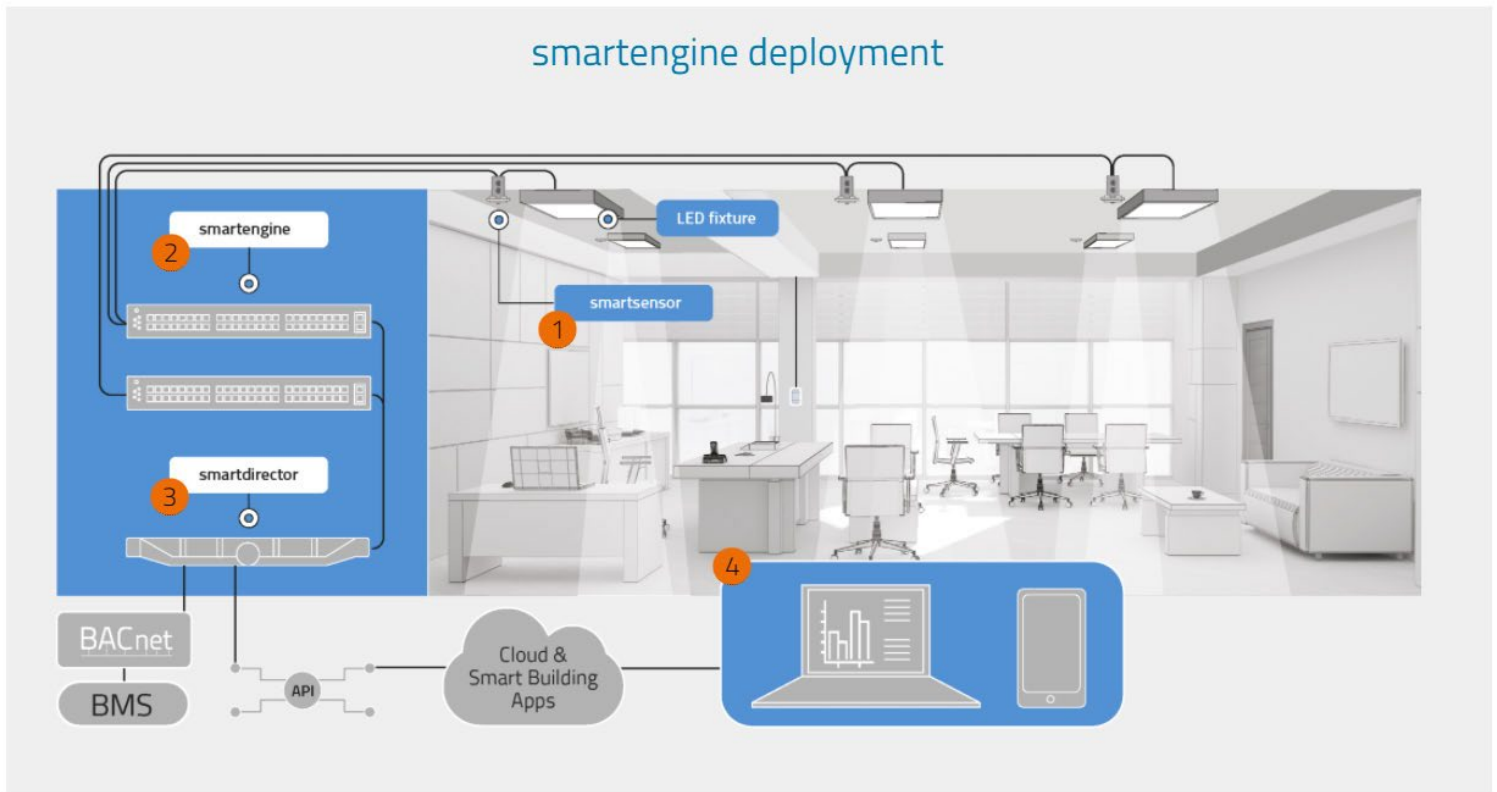 smartengine deployment
smartengine
2
LED fixture
smartsensor
1
smartdirector
3
4
BACnet
BMS
API
Cloud &
Smart Building
Apps